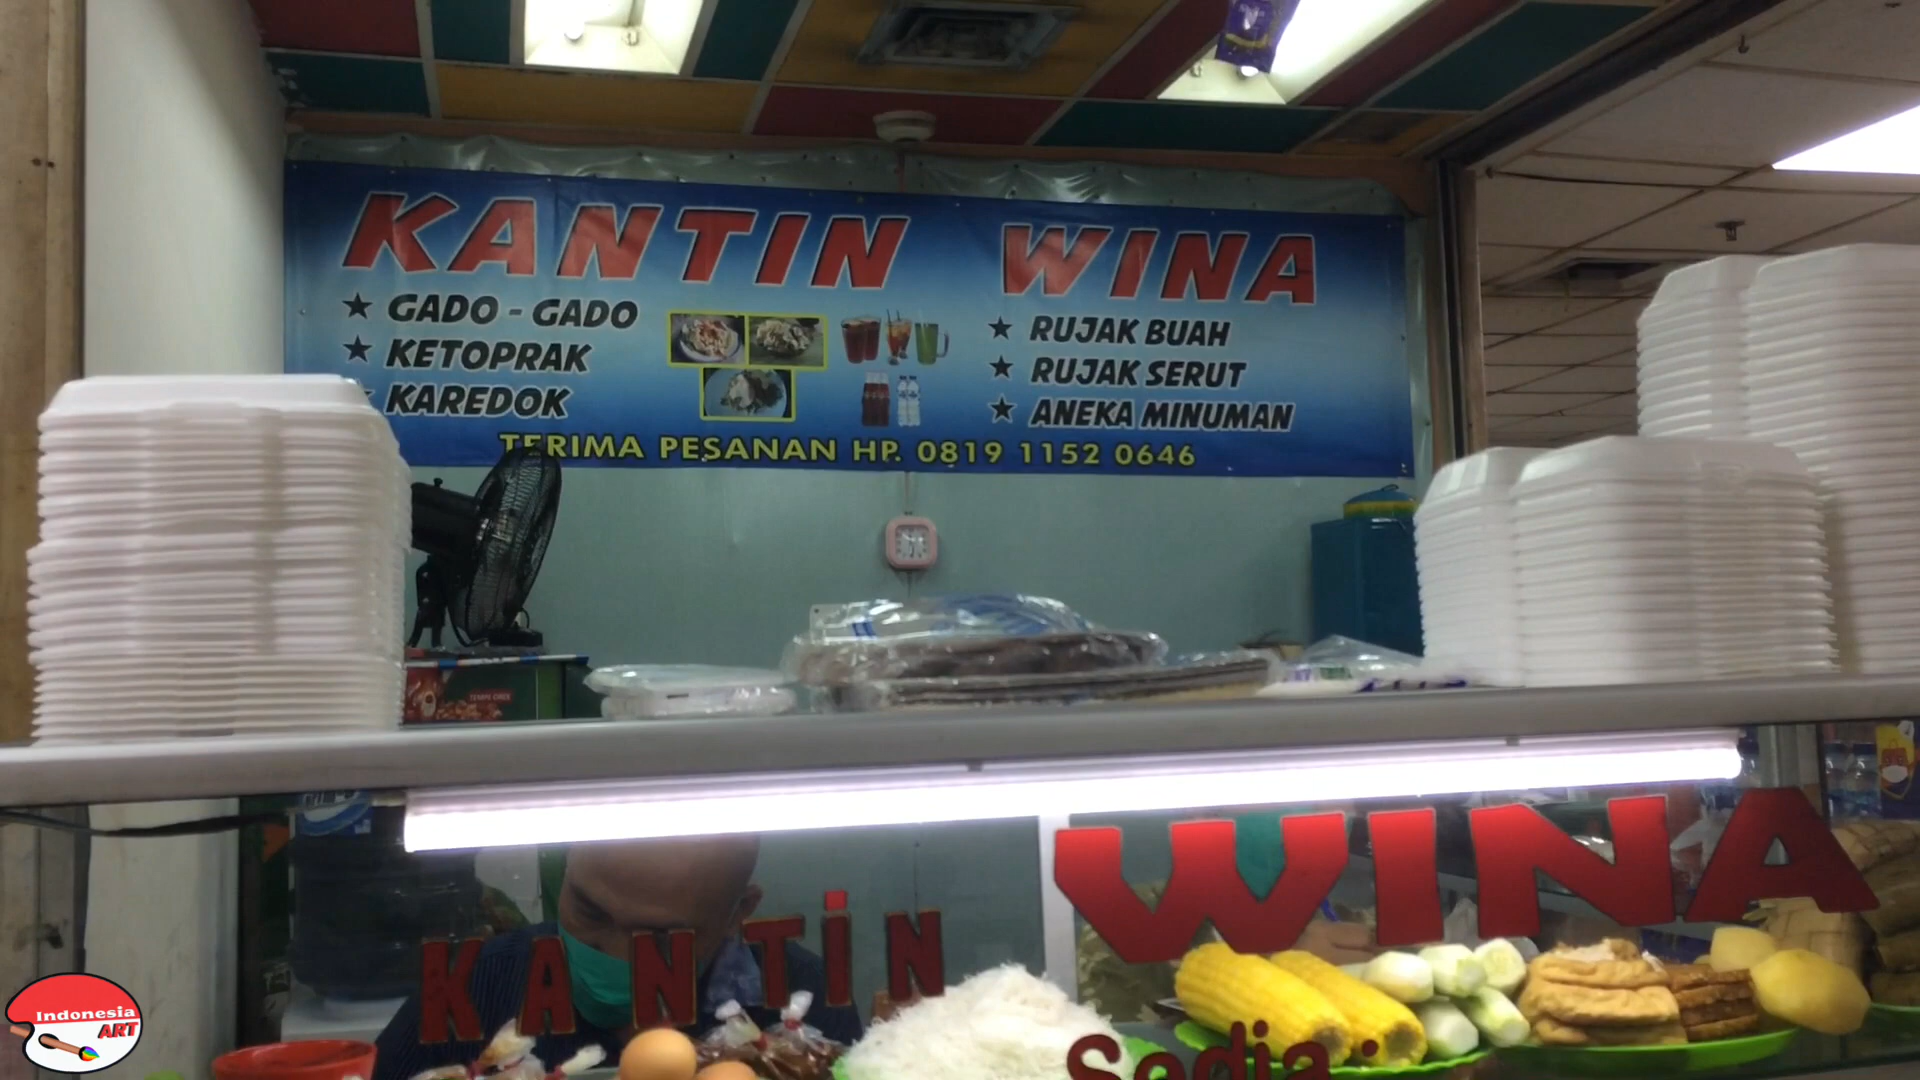 KANTIN WINA
★ GADO - GADO
★ KETOPRAK
★ KAREDOK
★ RUJAK BUAH
★ RUJAK SERUT
★ ANEKA MINUMAN
TERIMA PESANAN HP. 0819 1152 0646
KANTIN WINA
Sedia :
Indonesia
ART